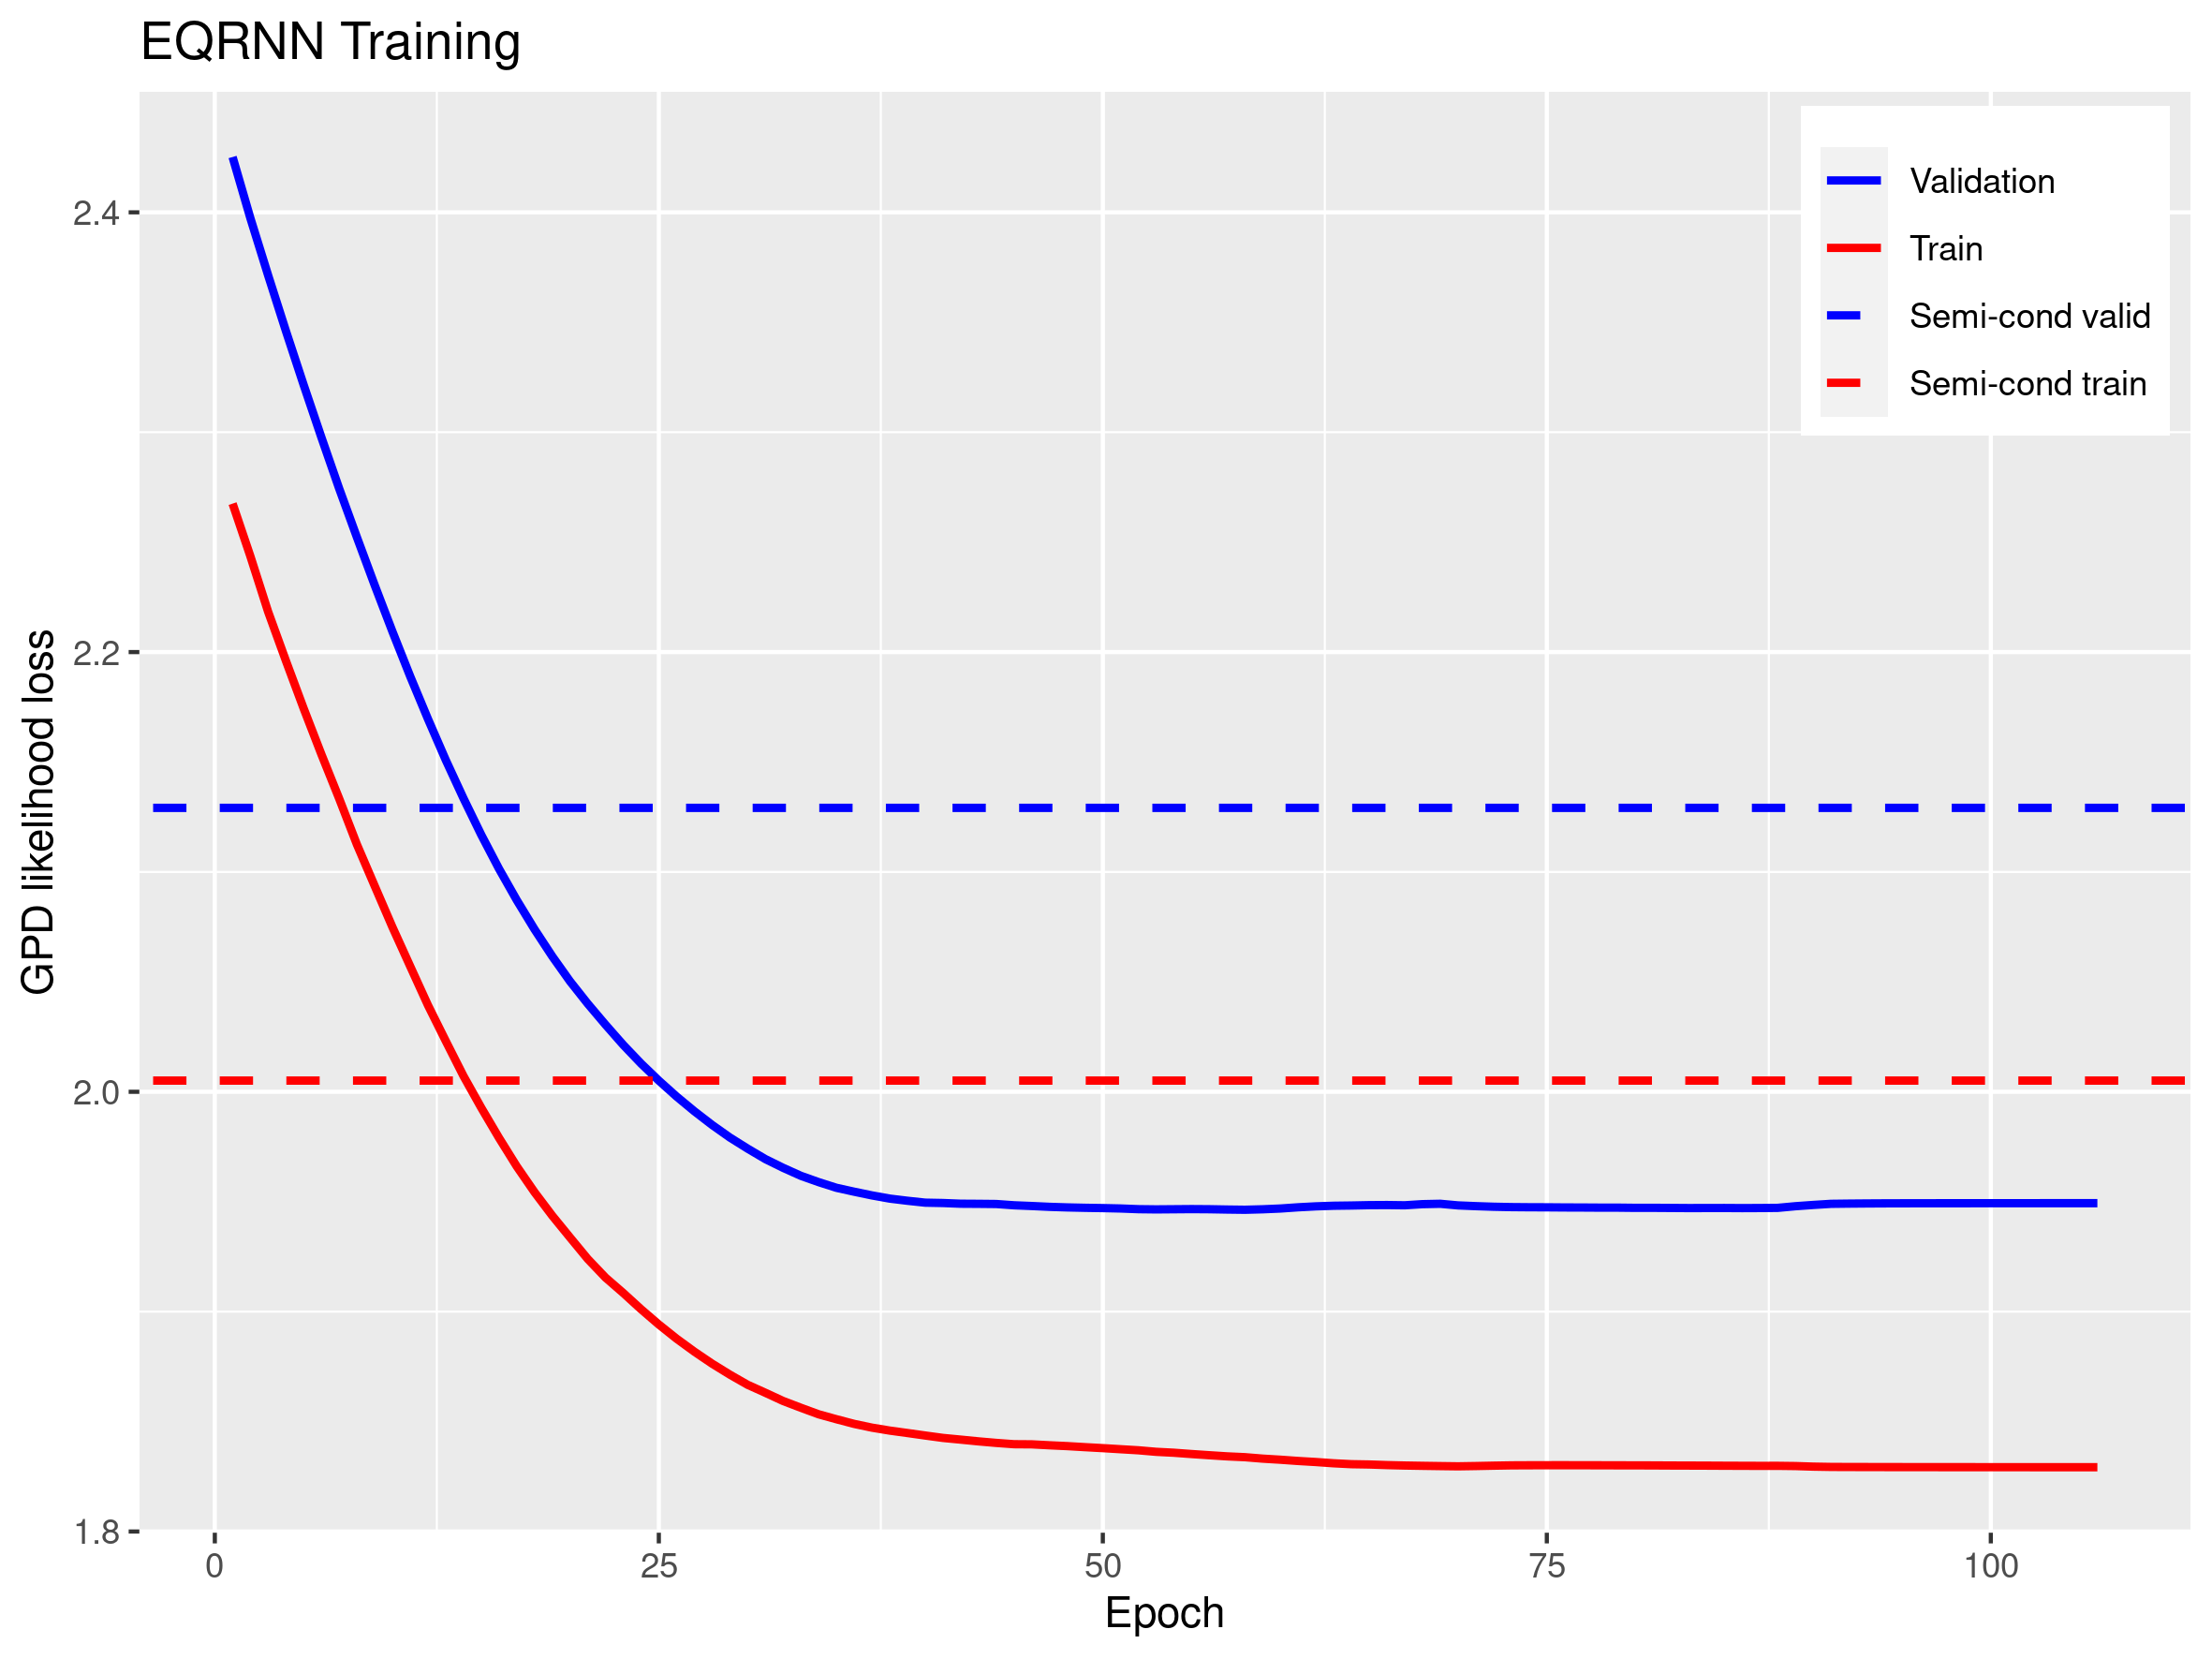 EQRNN Training
GPD likelihood loss
2.4
2.2
2.0
1.8
0
25
50
75
100
Epoch
Validation
Train
Semi-cond valid
Semi-cond train